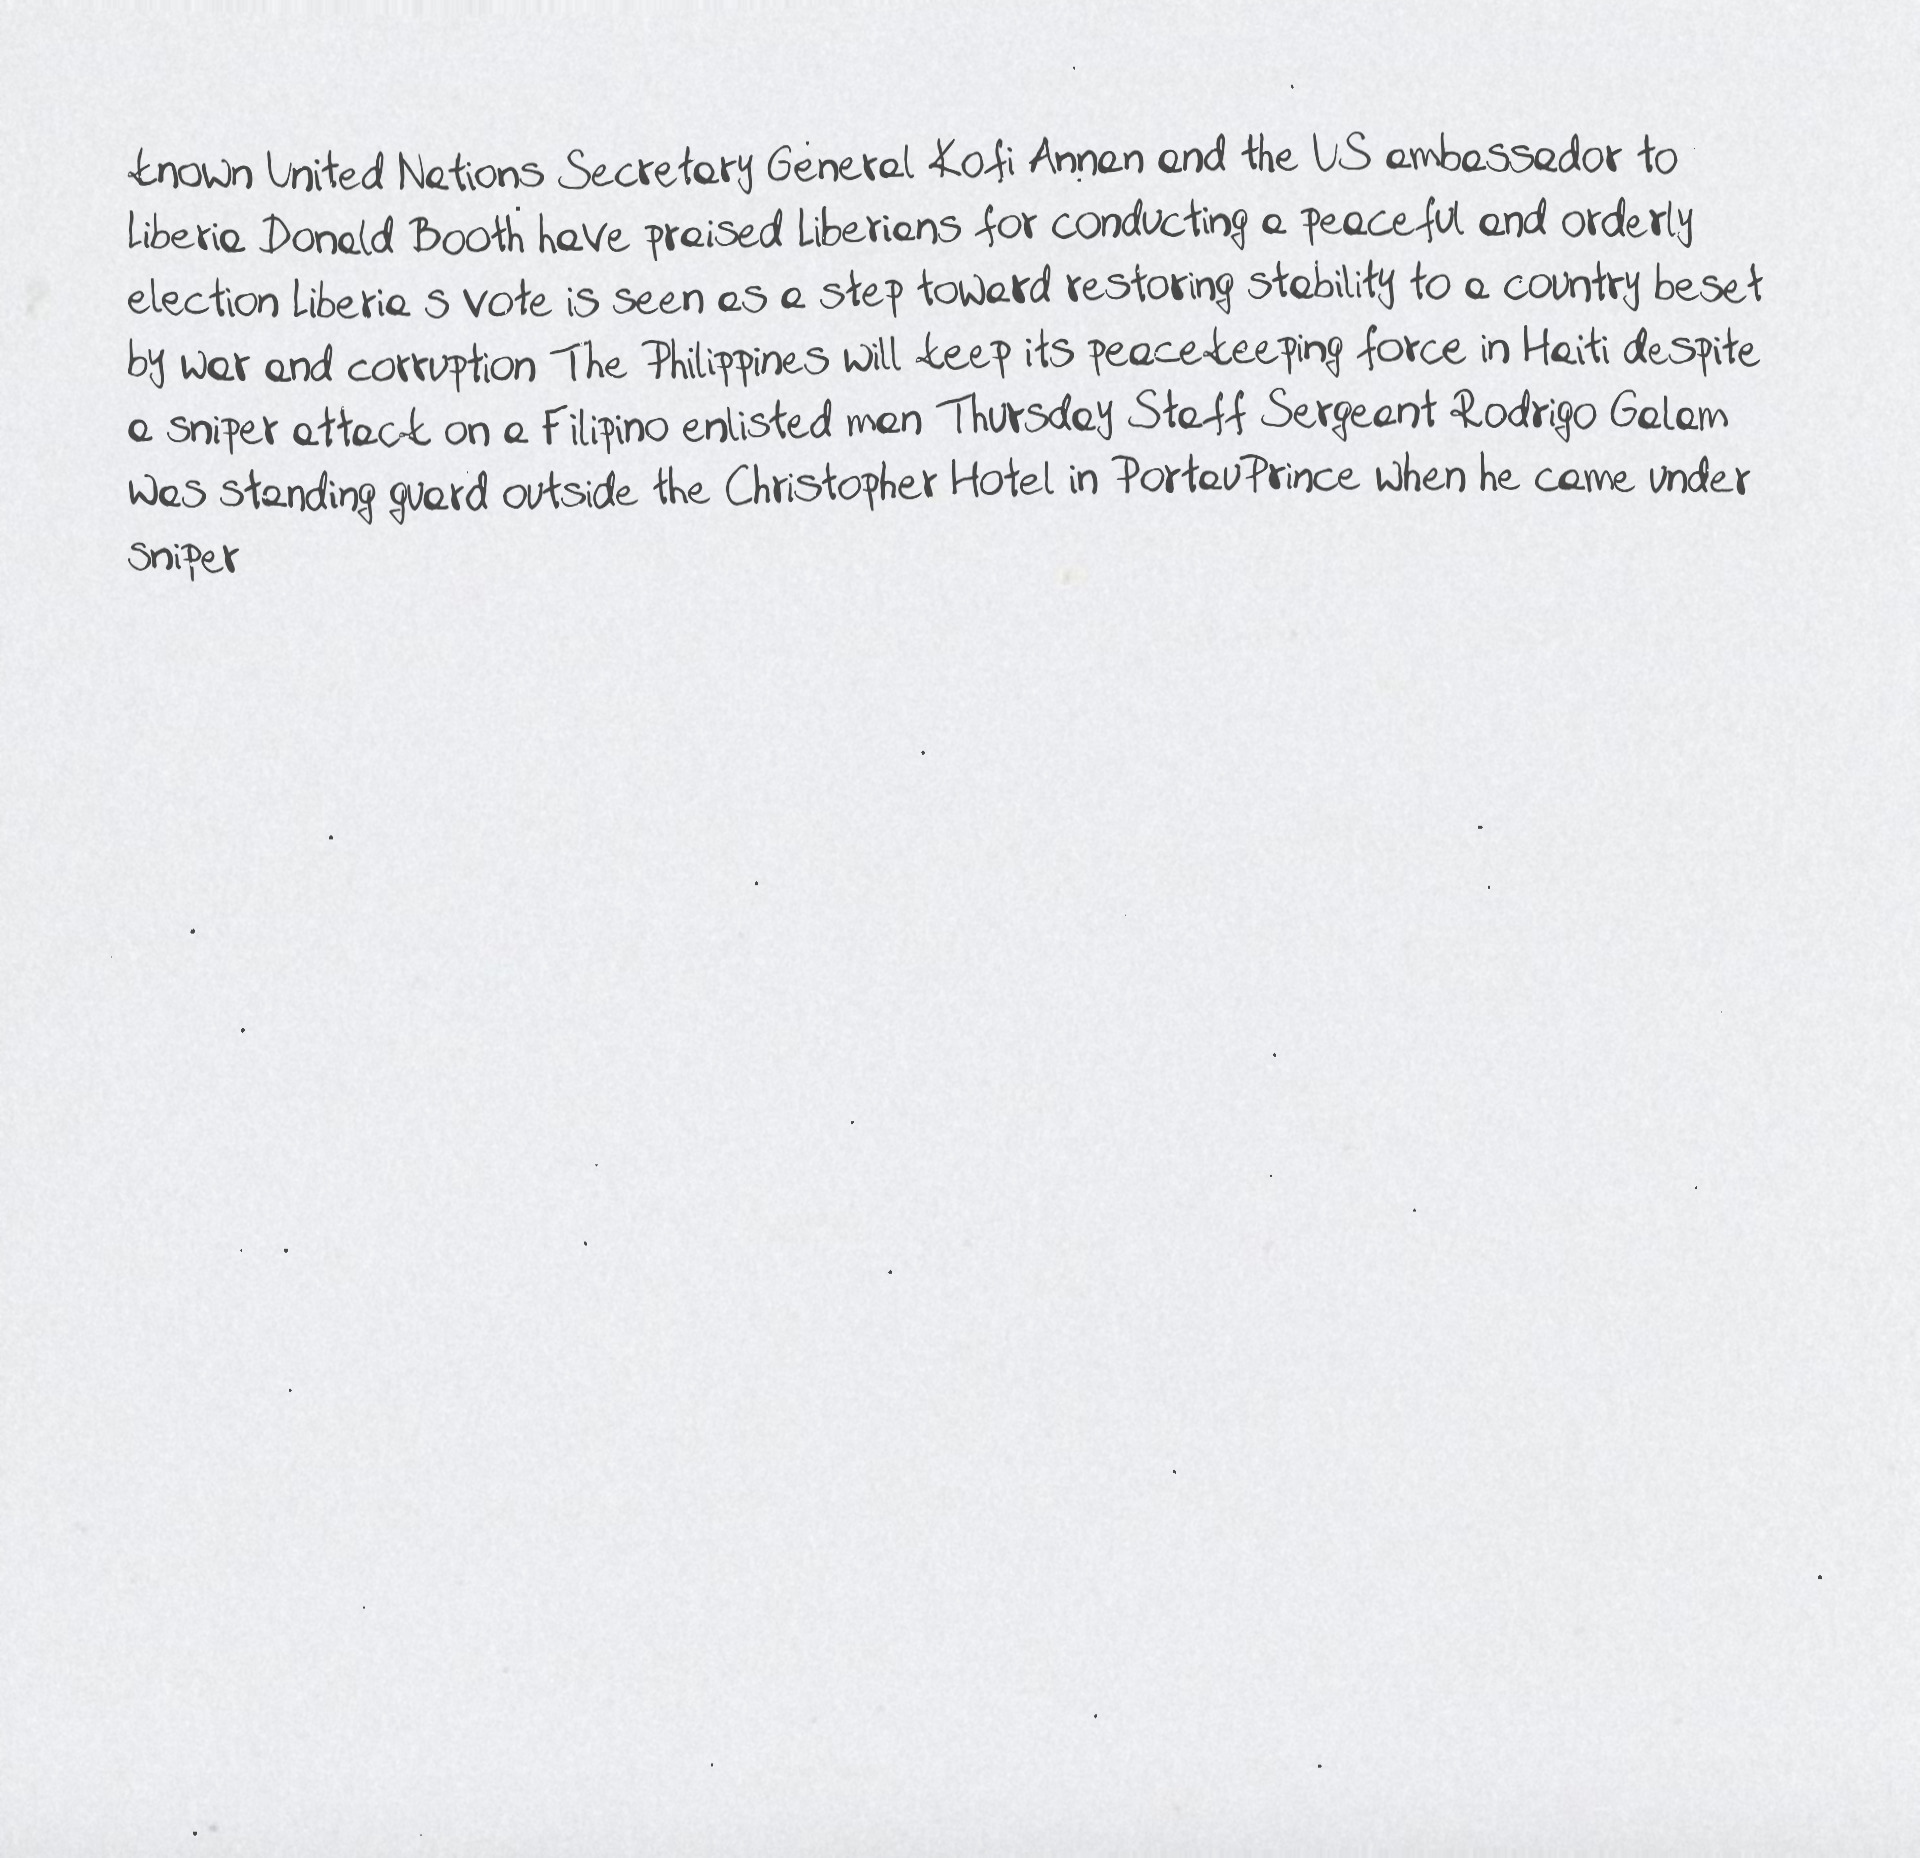 known United Nations Secretary General Kofi Annan and the US ambassador to
Liberia Donald Booth have praised Liberians for conducting a peaceful and orderly
election Liberia s vote is seen as a step toward restoring stability to a country beset
by war and corruption The Philippines will keep its peacekeeping force in Haiti despite
a sniper attack on a Filipino enlisted man Thursday Staff Sergeant Rodrigo Galam
was standing guard outside the Christopher Hotel in PortauPrince when he came under
sniper